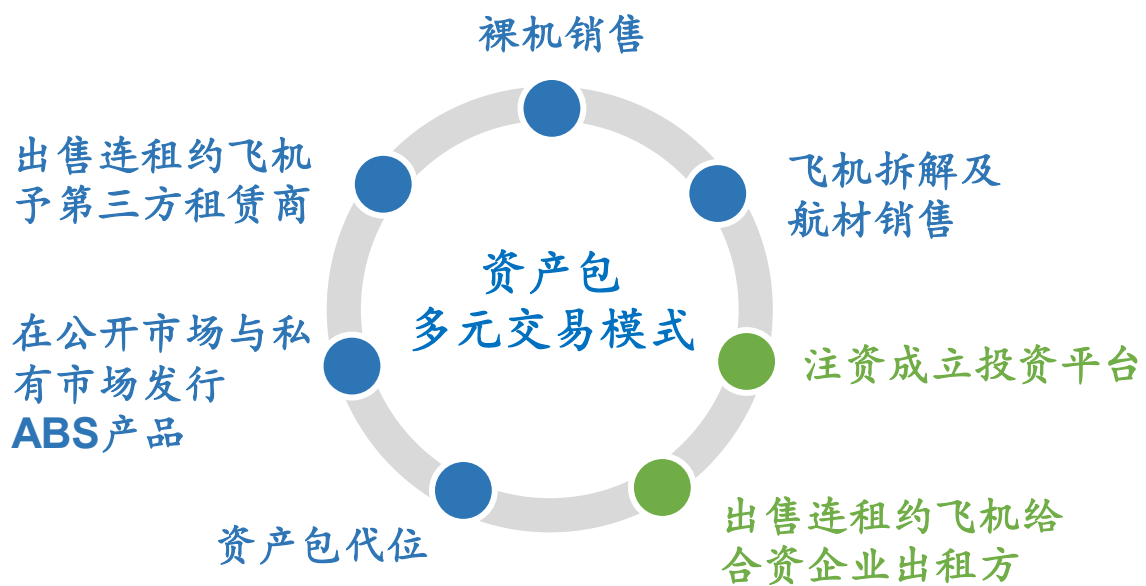 裸机销售
出售连租约飞机
予第三方租赁商
飞机拆解及
航材销售
资产包
多元交易模式
在公开市场与私
有市场发行
ABS产品
注资成立投资平台
资产包代位
出售连租约飞机给
合资企业出租方